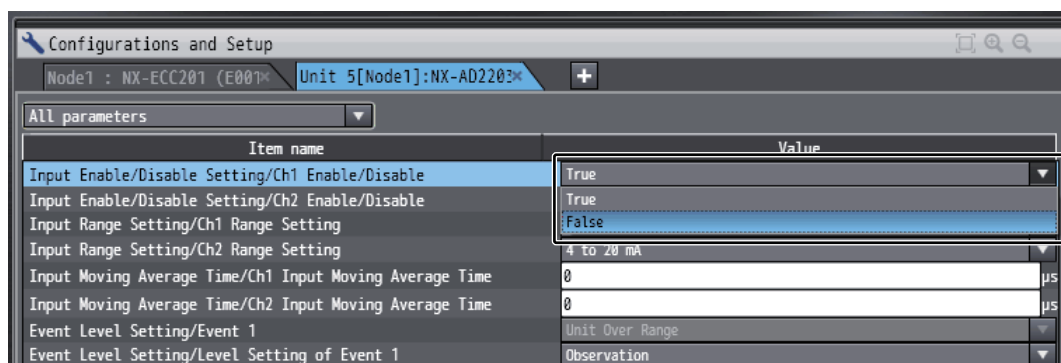 Configurations and Setup
Node1 : NX-ECC201 (E001 Unit 5[Node1]:NX-AD2203
All parameters
Item name Value
Input Enable/Disable Setting/Ch1 Enable/Disable True
Input Enable/Disable Setting/Ch2 Enable/Disable True
Input Range Setting/Ch1 Range Setting False
Input Range Setting/Ch2 Range Setting 4 to 20 mA
Input Moving Average Time/Ch1 Input Moving Average Time 0 µs
Input Moving Average Time/Ch2 Input Moving Average Time 0 µs
Event Level Setting/Event 1 Unit Over Range
Event Level Setting/Level Setting of Event 1 Observation